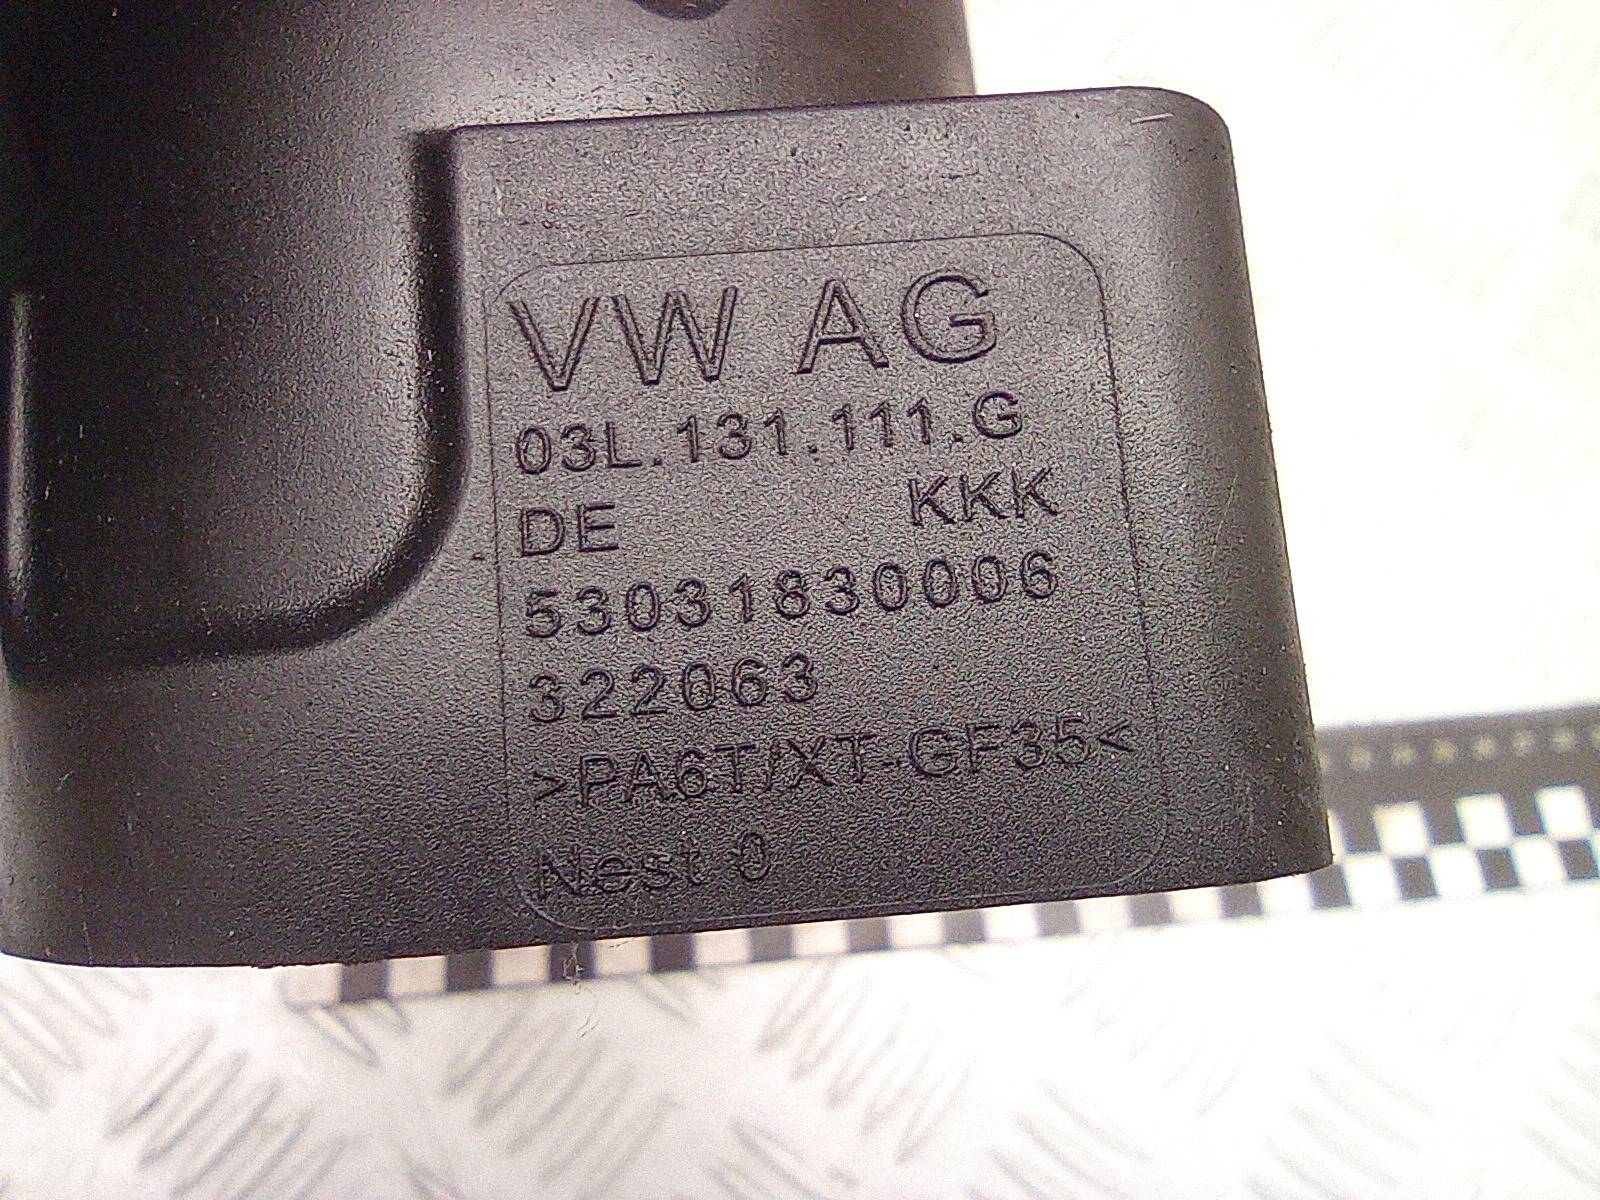 VW AG
03L.131.111.G
DE KKK
53031830006
322063
>PA6T/XT-GF35<
Nest 0